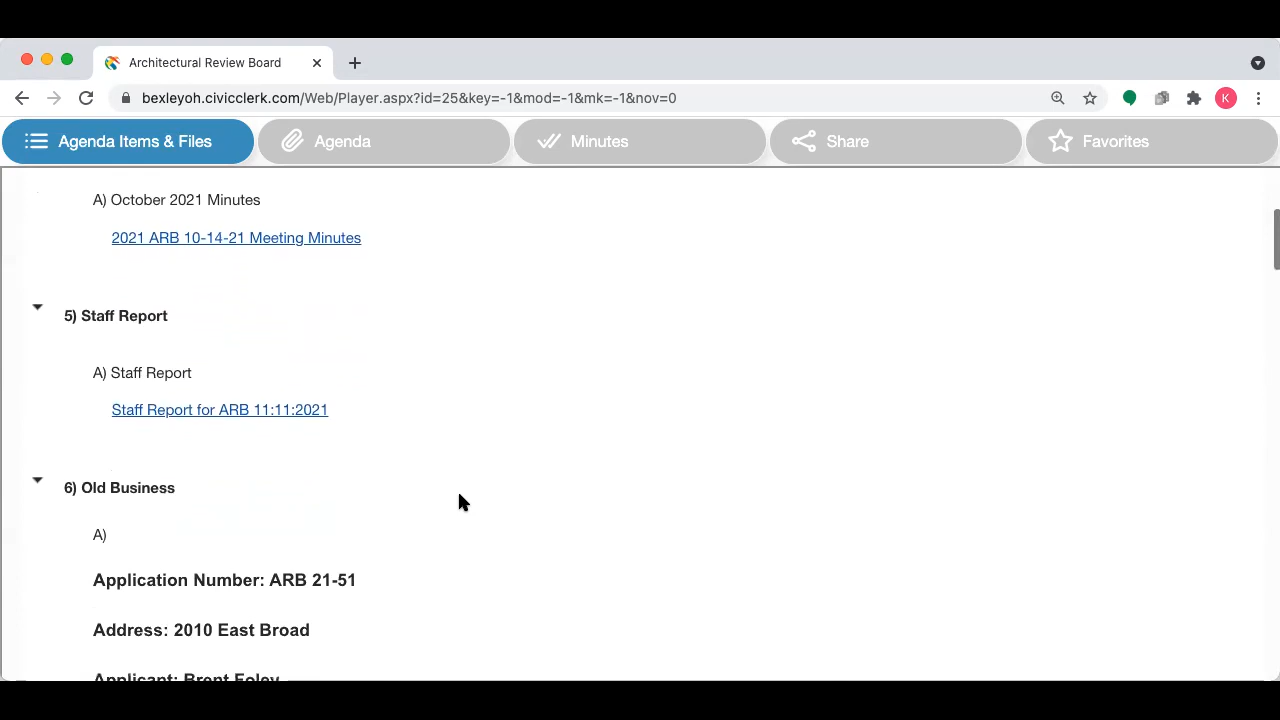 Architectural Review Board
bexleyoh.civicclerk.com/Web/Player.aspx?id=25&key=-1&mod=-1&mk=-1&nov=0
K
Agenda Items & Files
Agenda
Minutes
Share
Favorites
A) October 2021 Minutes
2021 ARB 10-14-21 Meeting Minutes
5) Staff Report
A) Staff Report
Staff Report for ARB 11:11:2021
6) Old Business
A)
Application Number: ARB 21-51
Address: 2010 East Broad
Applicant: Brent Foley